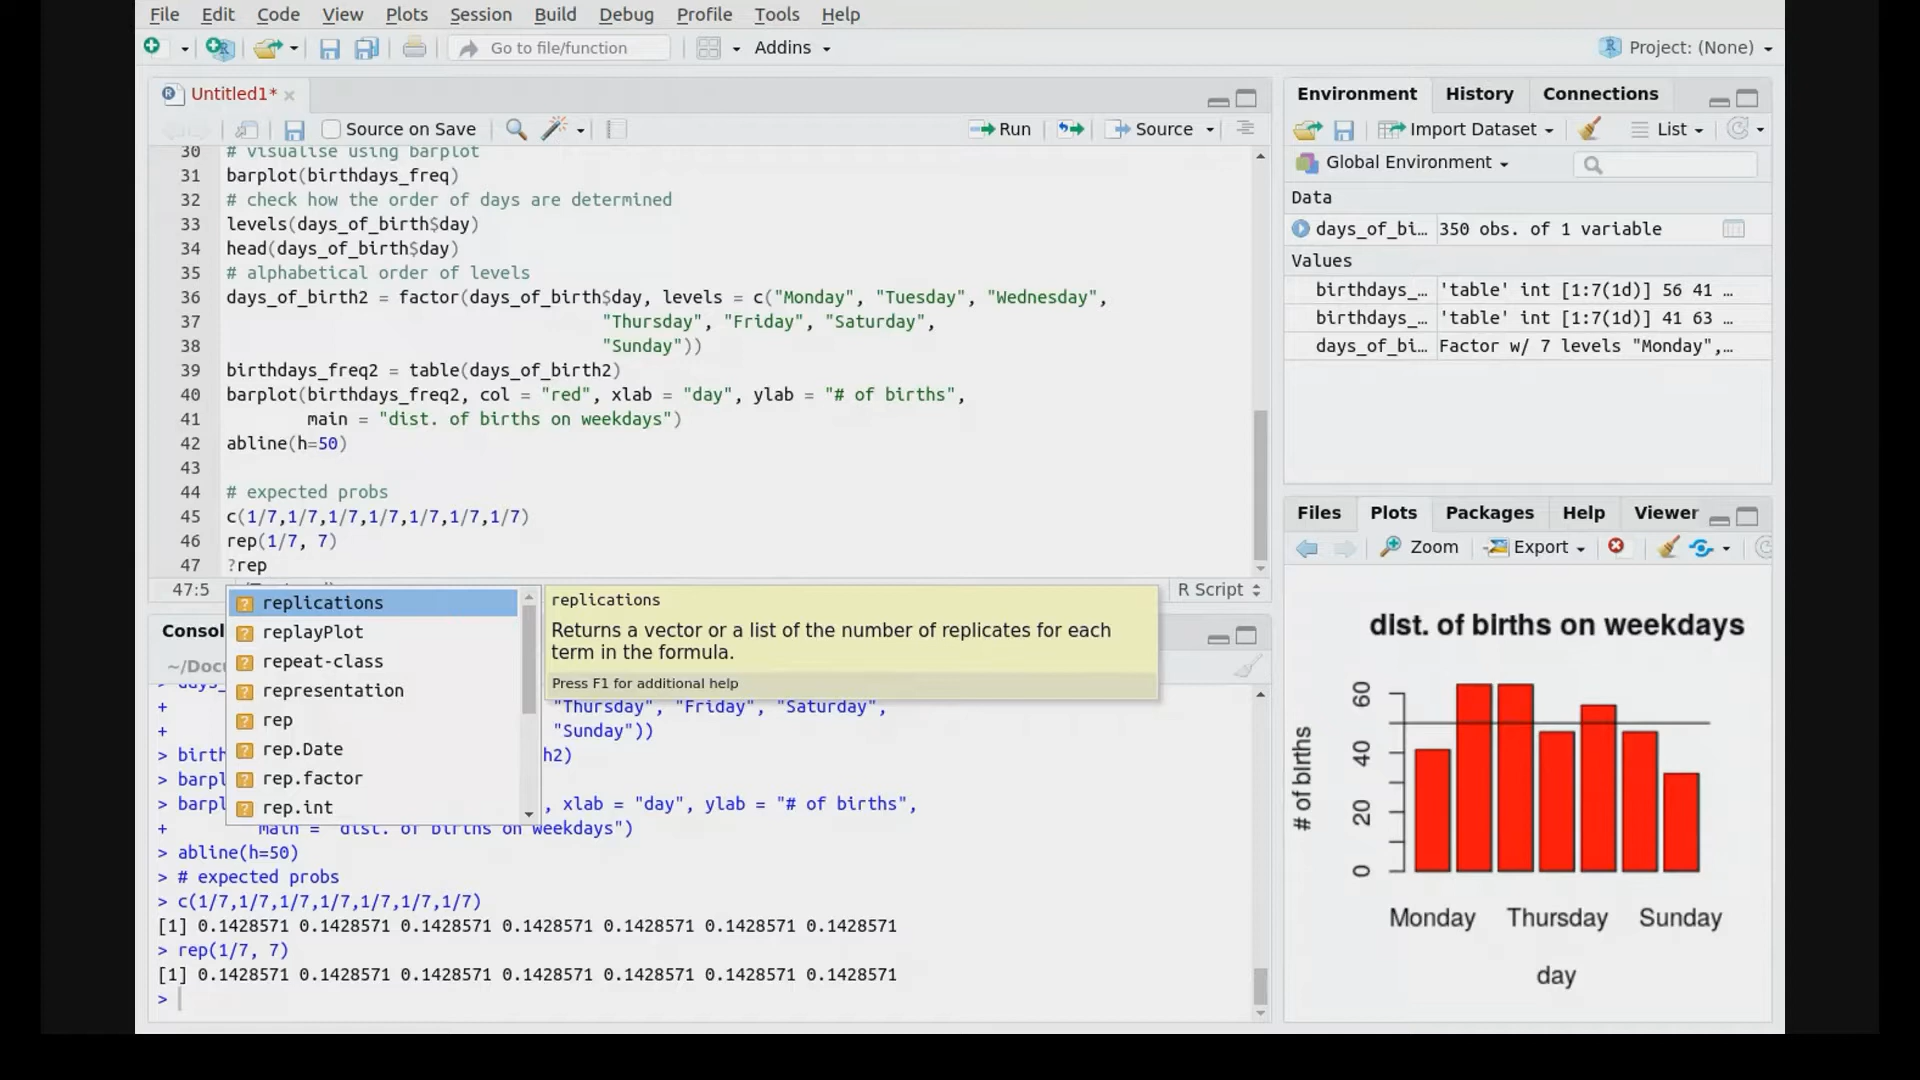 File Edit Code View Plots Session Build Debug Profile Tools Help
Go to file/function Addins Project: (None)
Untitled1*
Source on Save Run Source
30 # visualise using barplot
31 barplot(birthdays_freq)
32 # check how the order of days are determined
33 levels(days_of_birth$day)
34 head(days_of_birth$day)
35 # alphabetical order of levels
36 days_of_birth2 = factor(days_of_birth$day, levels = c("Monday", "Tuesday", "Wednesday",
37 "Thursday", "Friday", "Saturday",
38 "Sunday"))
39 birthdays_freq2 = table(days_of_birth2)
40 barplot(birthdays_freq2, col = "red", xlab = "day", ylab = "# of births",
41 main = "dist. of births on weekdays")
42 abline(h=50)
43
44 # expected probs
45 c(1/7,1/7,1/7,1/7,1/7,1/7,1/7)
46 rep(1/7, 7)
47 ?rep
47:5 R Script
replications
replayPlot
repeat-class
representation
rep
rep.Date
rep.factor
rep.int
replications
Returns a vector or a list of the number of replicates for each
term in the formula.
Press F1 for additional help
Consol
~/Docu
+ "Thursday", "Friday", "Saturday",
+ "Sunday"))
> birth h2)
> barpl
> barpl , xlab = "day", ylab = "# of births",
+ main = "dist. of births on weekdays")
> abline(h=50)
> # expected probs
> c(1/7,1/7,1/7,1/7,1/7,1/7,1/7)
[1] 0.1428571 0.1428571 0.1428571 0.1428571 0.1428571 0.1428571 0.1428571
> rep(1/7, 7)
[1] 0.1428571 0.1428571 0.1428571 0.1428571 0.1428571 0.1428571 0.1428571
>
Environment History Connections
Import Dataset List
Global Environment
Data
days_of_bi… 350 obs. of 1 variable
Values
birthdays_… 'table' int [1:7(1d)] 56 41 …
birthdays_… 'table' int [1:7(1d)] 41 63 …
days_of_bi… Factor w/ 7 levels "Monday",…
Files Plots Packages Help Viewer
Zoom Export
dist. of births on weekdays
# of births
60
40
20
0
Monday Thursday Sunday
day